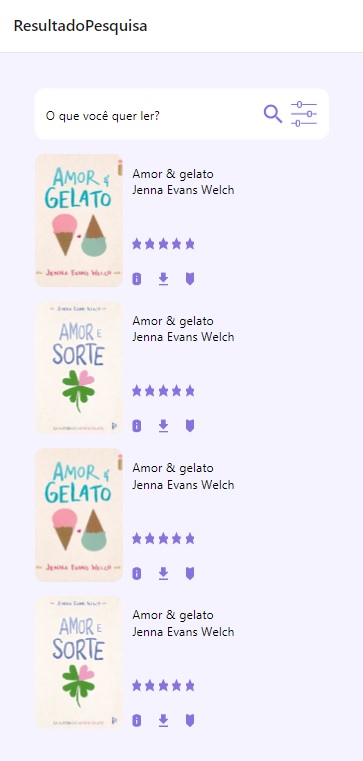 ResultadoPesquisa
O que você quer ler?
AMOR &
GELATO
JENNA EVANS WELCH
Amor & gelato
Jenna Evans Welch
JENNA EVANS WELCH
AMOR E
SORTE
Amor & gelato
Jenna Evans Welch
AMOR &
GELATO
JENNA EVANS WELCH
Amor & gelato
Jenna Evans Welch
JENNA EVANS WELCH
AMOR E
SORTE
Amor & gelato
Jenna Evans Welch